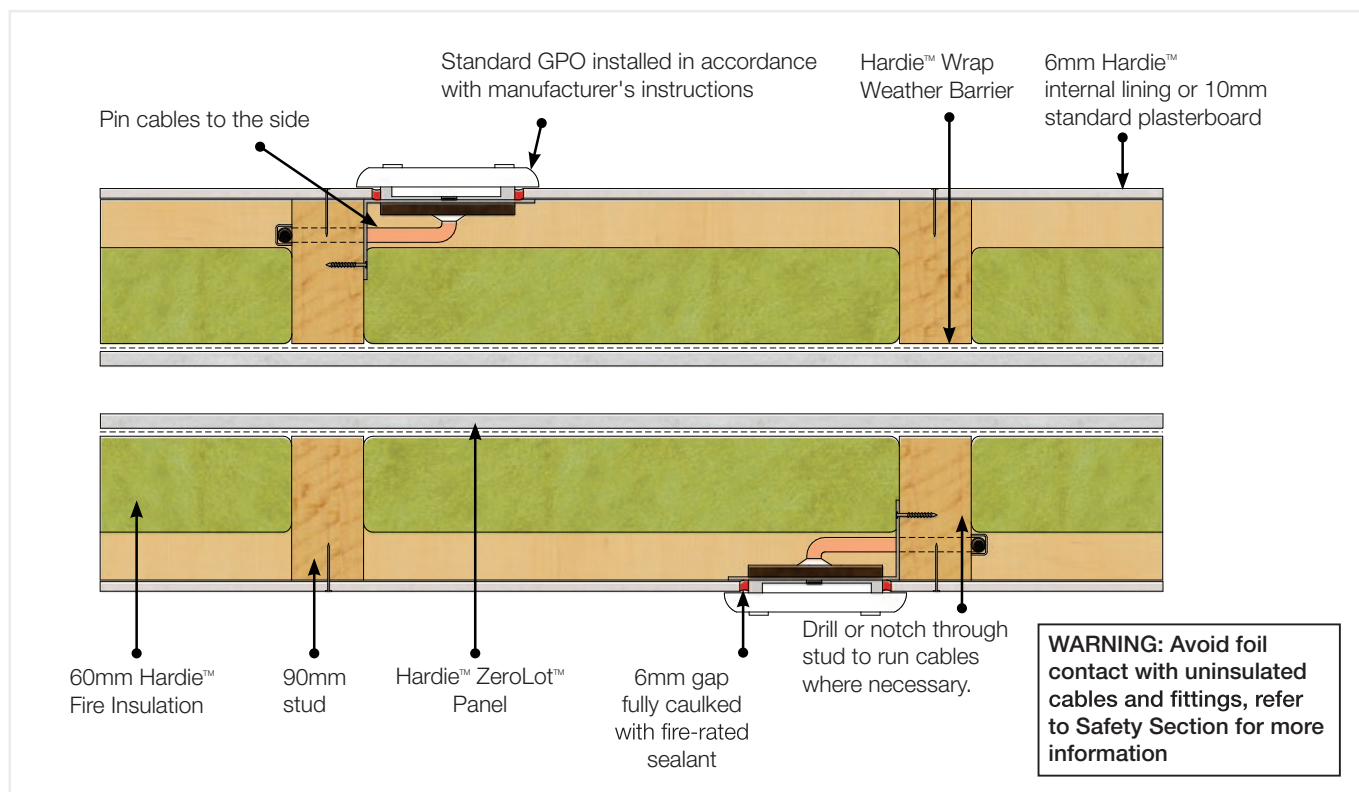 Standard GPO installed in accordance
with manufacturer's instructions
Hardie™ Wrap
Weather Barrier
6mm Hardie™
internal lining or 10mm
standard plasterboard
Pin cables to the side
60mm Hardie™
Fire Insulation
90mm
stud
Hardie™ ZeroLot™
Panel
6mm gap
fully caulked
with fire-rated
sealant
Drill or notch through
stud to run cables
where necessary.
WARNING: Avoid foil
contact with uninsulated
cables and fittings, refer
to Safety Section for more
information